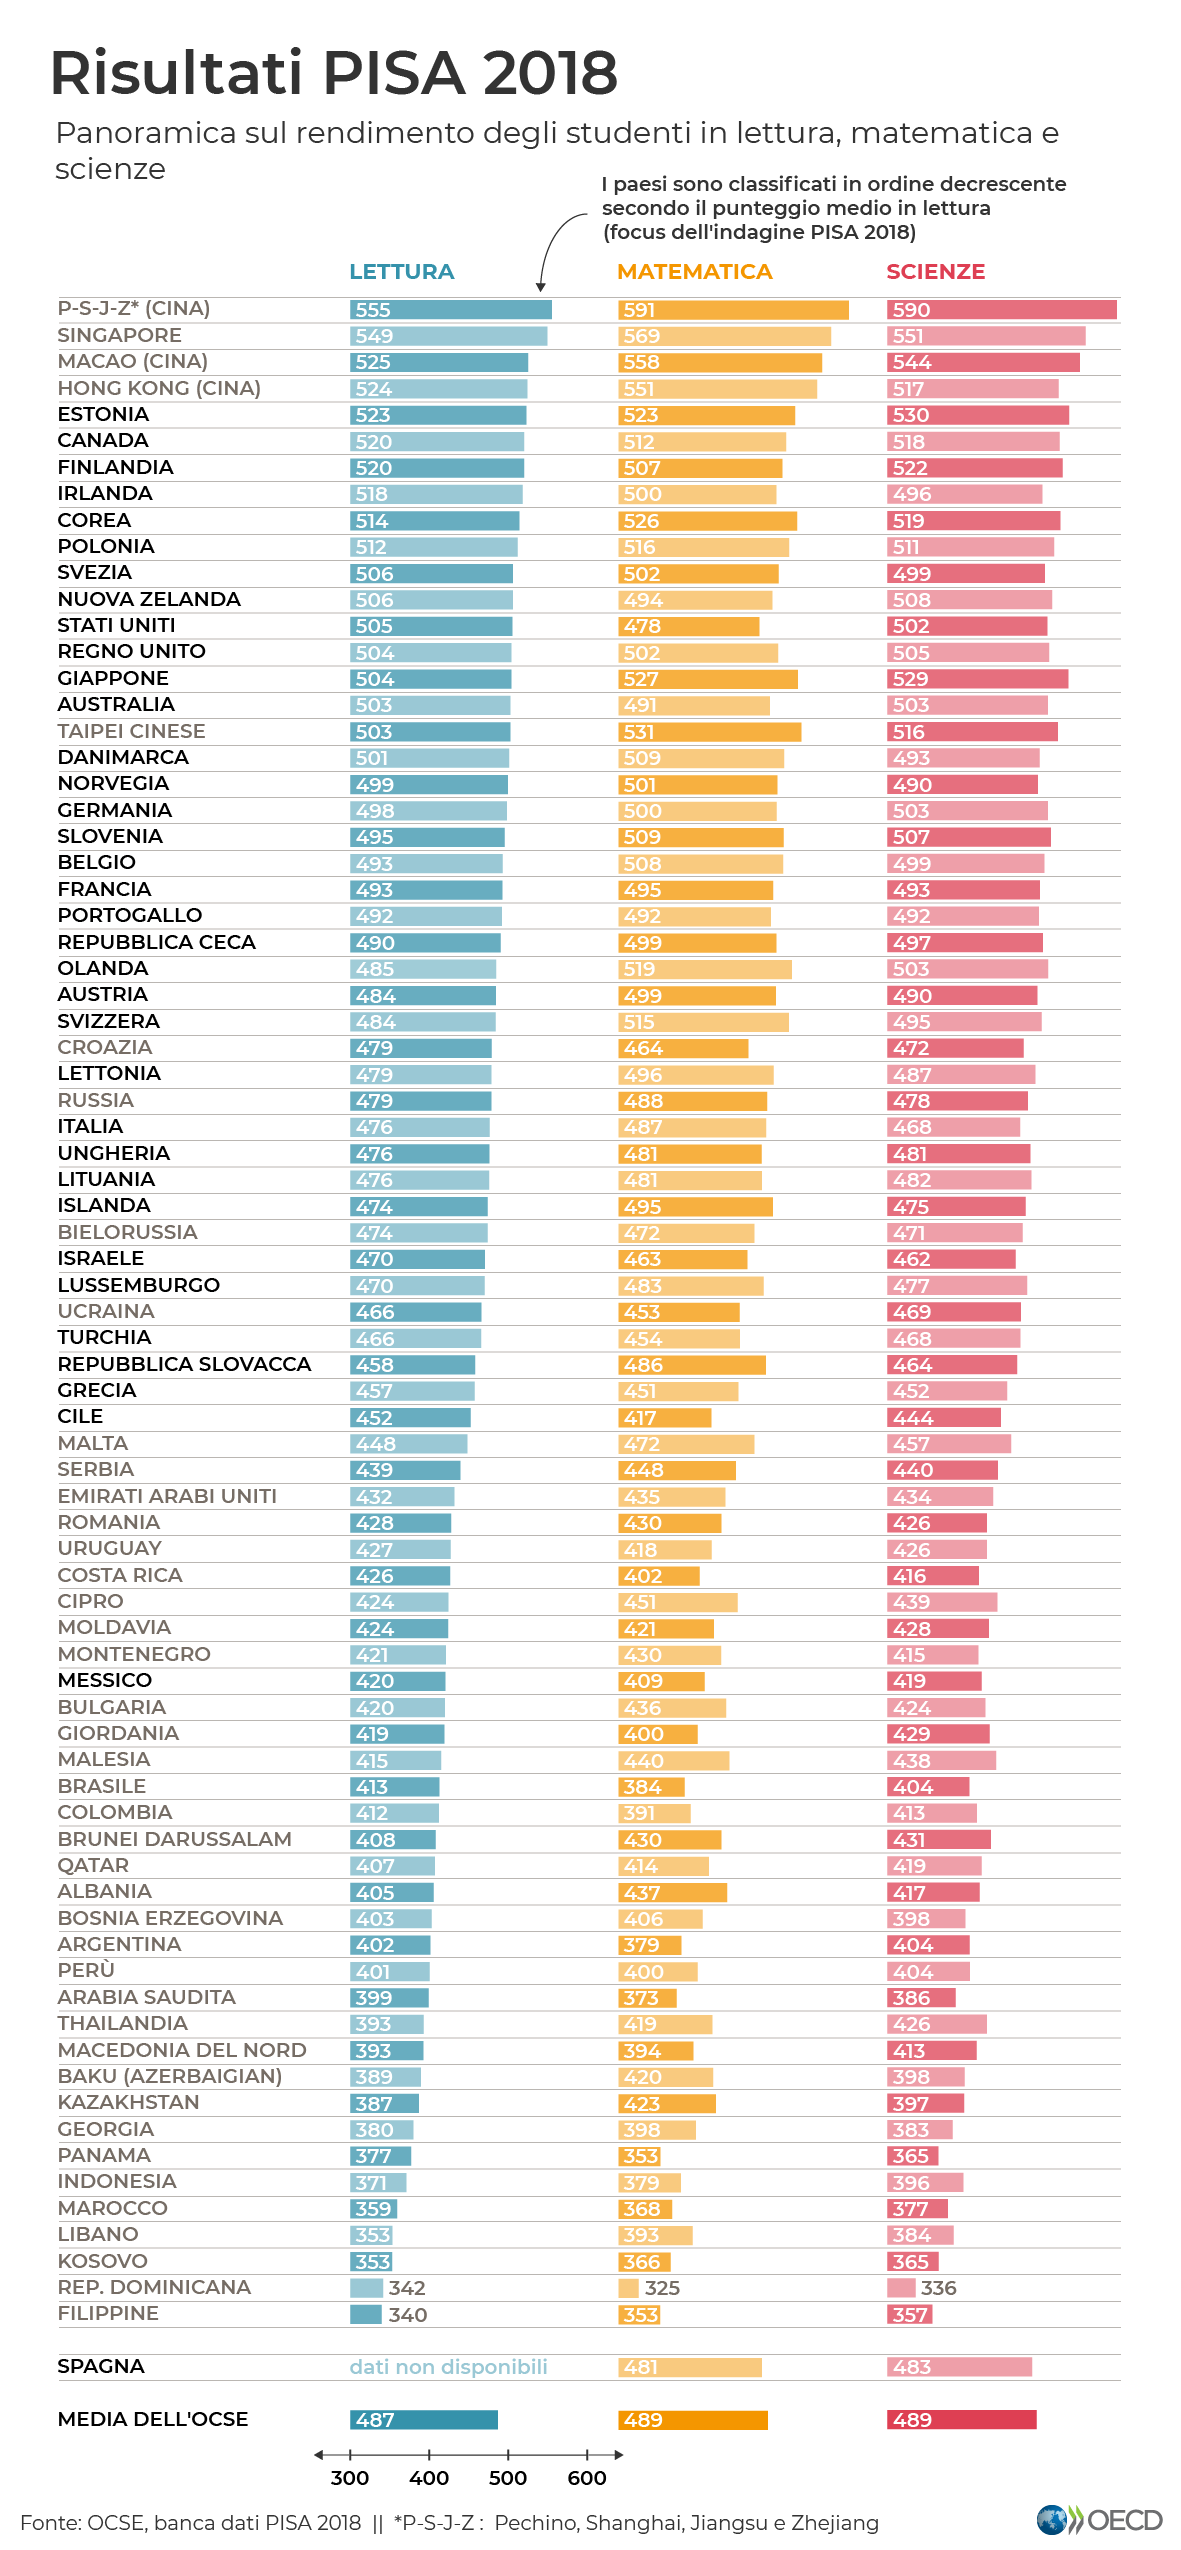 Risultati PISA 2018
Panoramica sul rendimento degli studenti in lettura, matematica e
scienze
I paesi sono classificati in ordine decrescente
secondo il punteggio medio in lettura
(focus dell'indagine PISA 2018)
LETTURA MATEMATICA SCIENZE
P-S-J-Z* (CINA) 555 591 590
SINGAPORE 549 569 551
MACAO (CINA) 525 558 544
HONG KONG (CINA) 524 551 517
ESTONIA 523 523 530
CANADA 520 512 518
FINLANDIA 520 507 522
IRLANDA 518 500 496
COREA 514 526 519
POLONIA 512 516 511
SVEZIA 506 502 499
NUOVA ZELANDA 506 494 508
STATI UNITI 505 478 502
REGNO UNITO 504 502 505
GIAPPONE 504 527 529
AUSTRALIA 503 491 503
TAIPEI CINESE 503 531 516
DANIMARCA 501 509 493
NORVEGIA 499 501 490
GERMANIA 498 500 503
SLOVENIA 495 509 507
BELGIO 493 508 499
FRANCIA 493 495 493
PORTOGALLO 492 492 492
REPUBBLICA CECA 490 499 497
OLANDA 485 519 503
AUSTRIA 484 499 490
SVIZZERA 484 515 495
CROAZIA 479 464 472
LETTONIA 479 496 487
RUSSIA 479 488 478
ITALIA 476 487 468
UNGHERIA 476 481 481
LITUANIA 476 481 482
ISLANDA 474 495 475
BIELORUSSIA 474 472 471
ISRAELE 470 463 462
LUSSEMBURGO 470 483 477
UCRAINA 466 453 469
TURCHIA 466 454 468
REPUBBLICA SLOVACCA 458 486 464
GRECIA 457 451 452
CILE 452 417 444
MALTA 448 472 457
SERBIA 439 448 440
EMIRATI ARABI UNITI 432 435 434
ROMANIA 428 430 426
URUGUAY 427 418 426
COSTA RICA 426 402 416
CIPRO 424 451 439
MOLDAVIA 424 421 428
MONTENEGRO 421 430 415
MESSICO 420 409 419
BULGARIA 420 436 424
GIORDANIA 419 400 429
MALESIA 415 440 438
BRASILE 413 384 404
COLOMBIA 412 391 413
BRUNEI DARUSSALAM 408 430 431
QATAR 407 414 419
ALBANIA 405 437 417
BOSNIA ERZEGOVINA 403 406 398
ARGENTINA 402 379 404
PERÙ 401 400 404
ARABIA SAUDITA 399 373 386
THAILANDIA 393 419 426
MACEDONIA DEL NORD 393 394 413
BAKU (AZERBAIGIAN) 389 420 398
KAZAKHSTAN 387 423 397
GEORGIA 380 398 383
PANAMA 377 353 365
INDONESIA 371 379 396
MAROCCO 359 368 377
LIBANO 353 393 384
KOSOVO 353 366 365
REP. DOMINICANA 342 325 336
FILIPPINE 340 353 357
SPAGNA dati non disponibili 481 483
MEDIA DELL'OCSE 487 489 489
300 400 500 600
Fonte: OCSE, banca dati PISA 2018 || *P-S-J-Z : Pechino, Shanghai, Jiangsu e Zhejiang
OECD